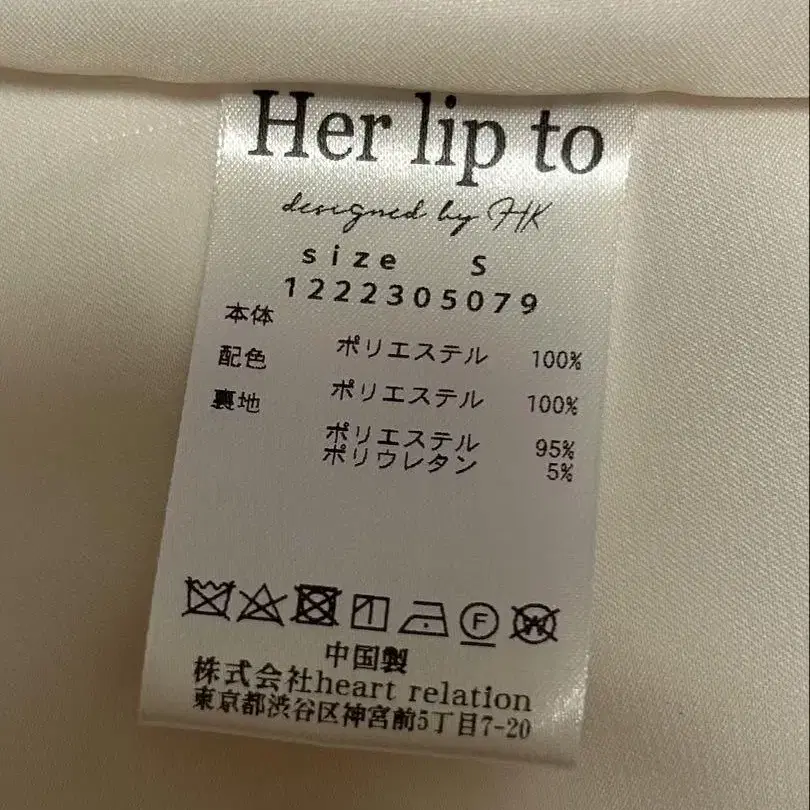 Her lip to
designed by HK
size S
1222305079
本体
ポリエステル 100%
配色
ポリエステル 100%
裏地
ポリエステル 95%
ポリウレタン 5%
F
W
中国製
株式会社heart relation
東京都渋谷区神宮前5丁目7-20